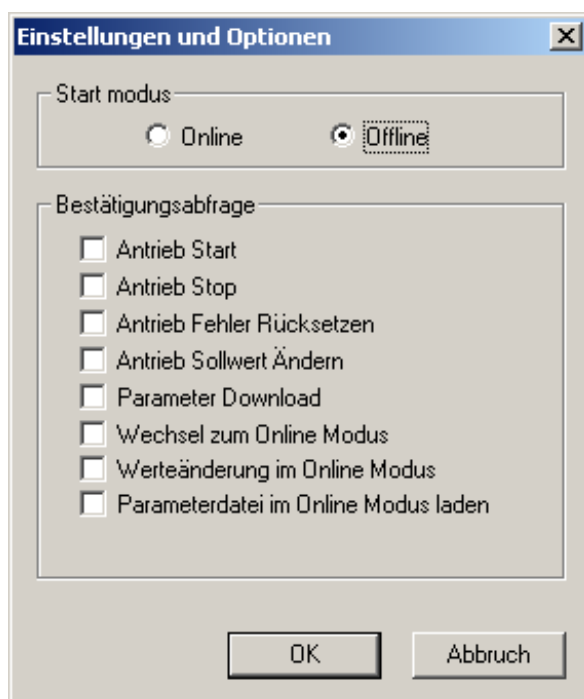 Einstellungen und Optionen
Start modus
Online Offline
Bestätigungsabfrage
Antrieb Start
Antrieb Stop
Antrieb Fehler Rücksetzen
Antrieb Sollwert Ändern
Parameter Download
Wechsel zum Online Modus
Werteänderung im Online Modus
Parameterdatei im Online Modus laden
OK Abbruch